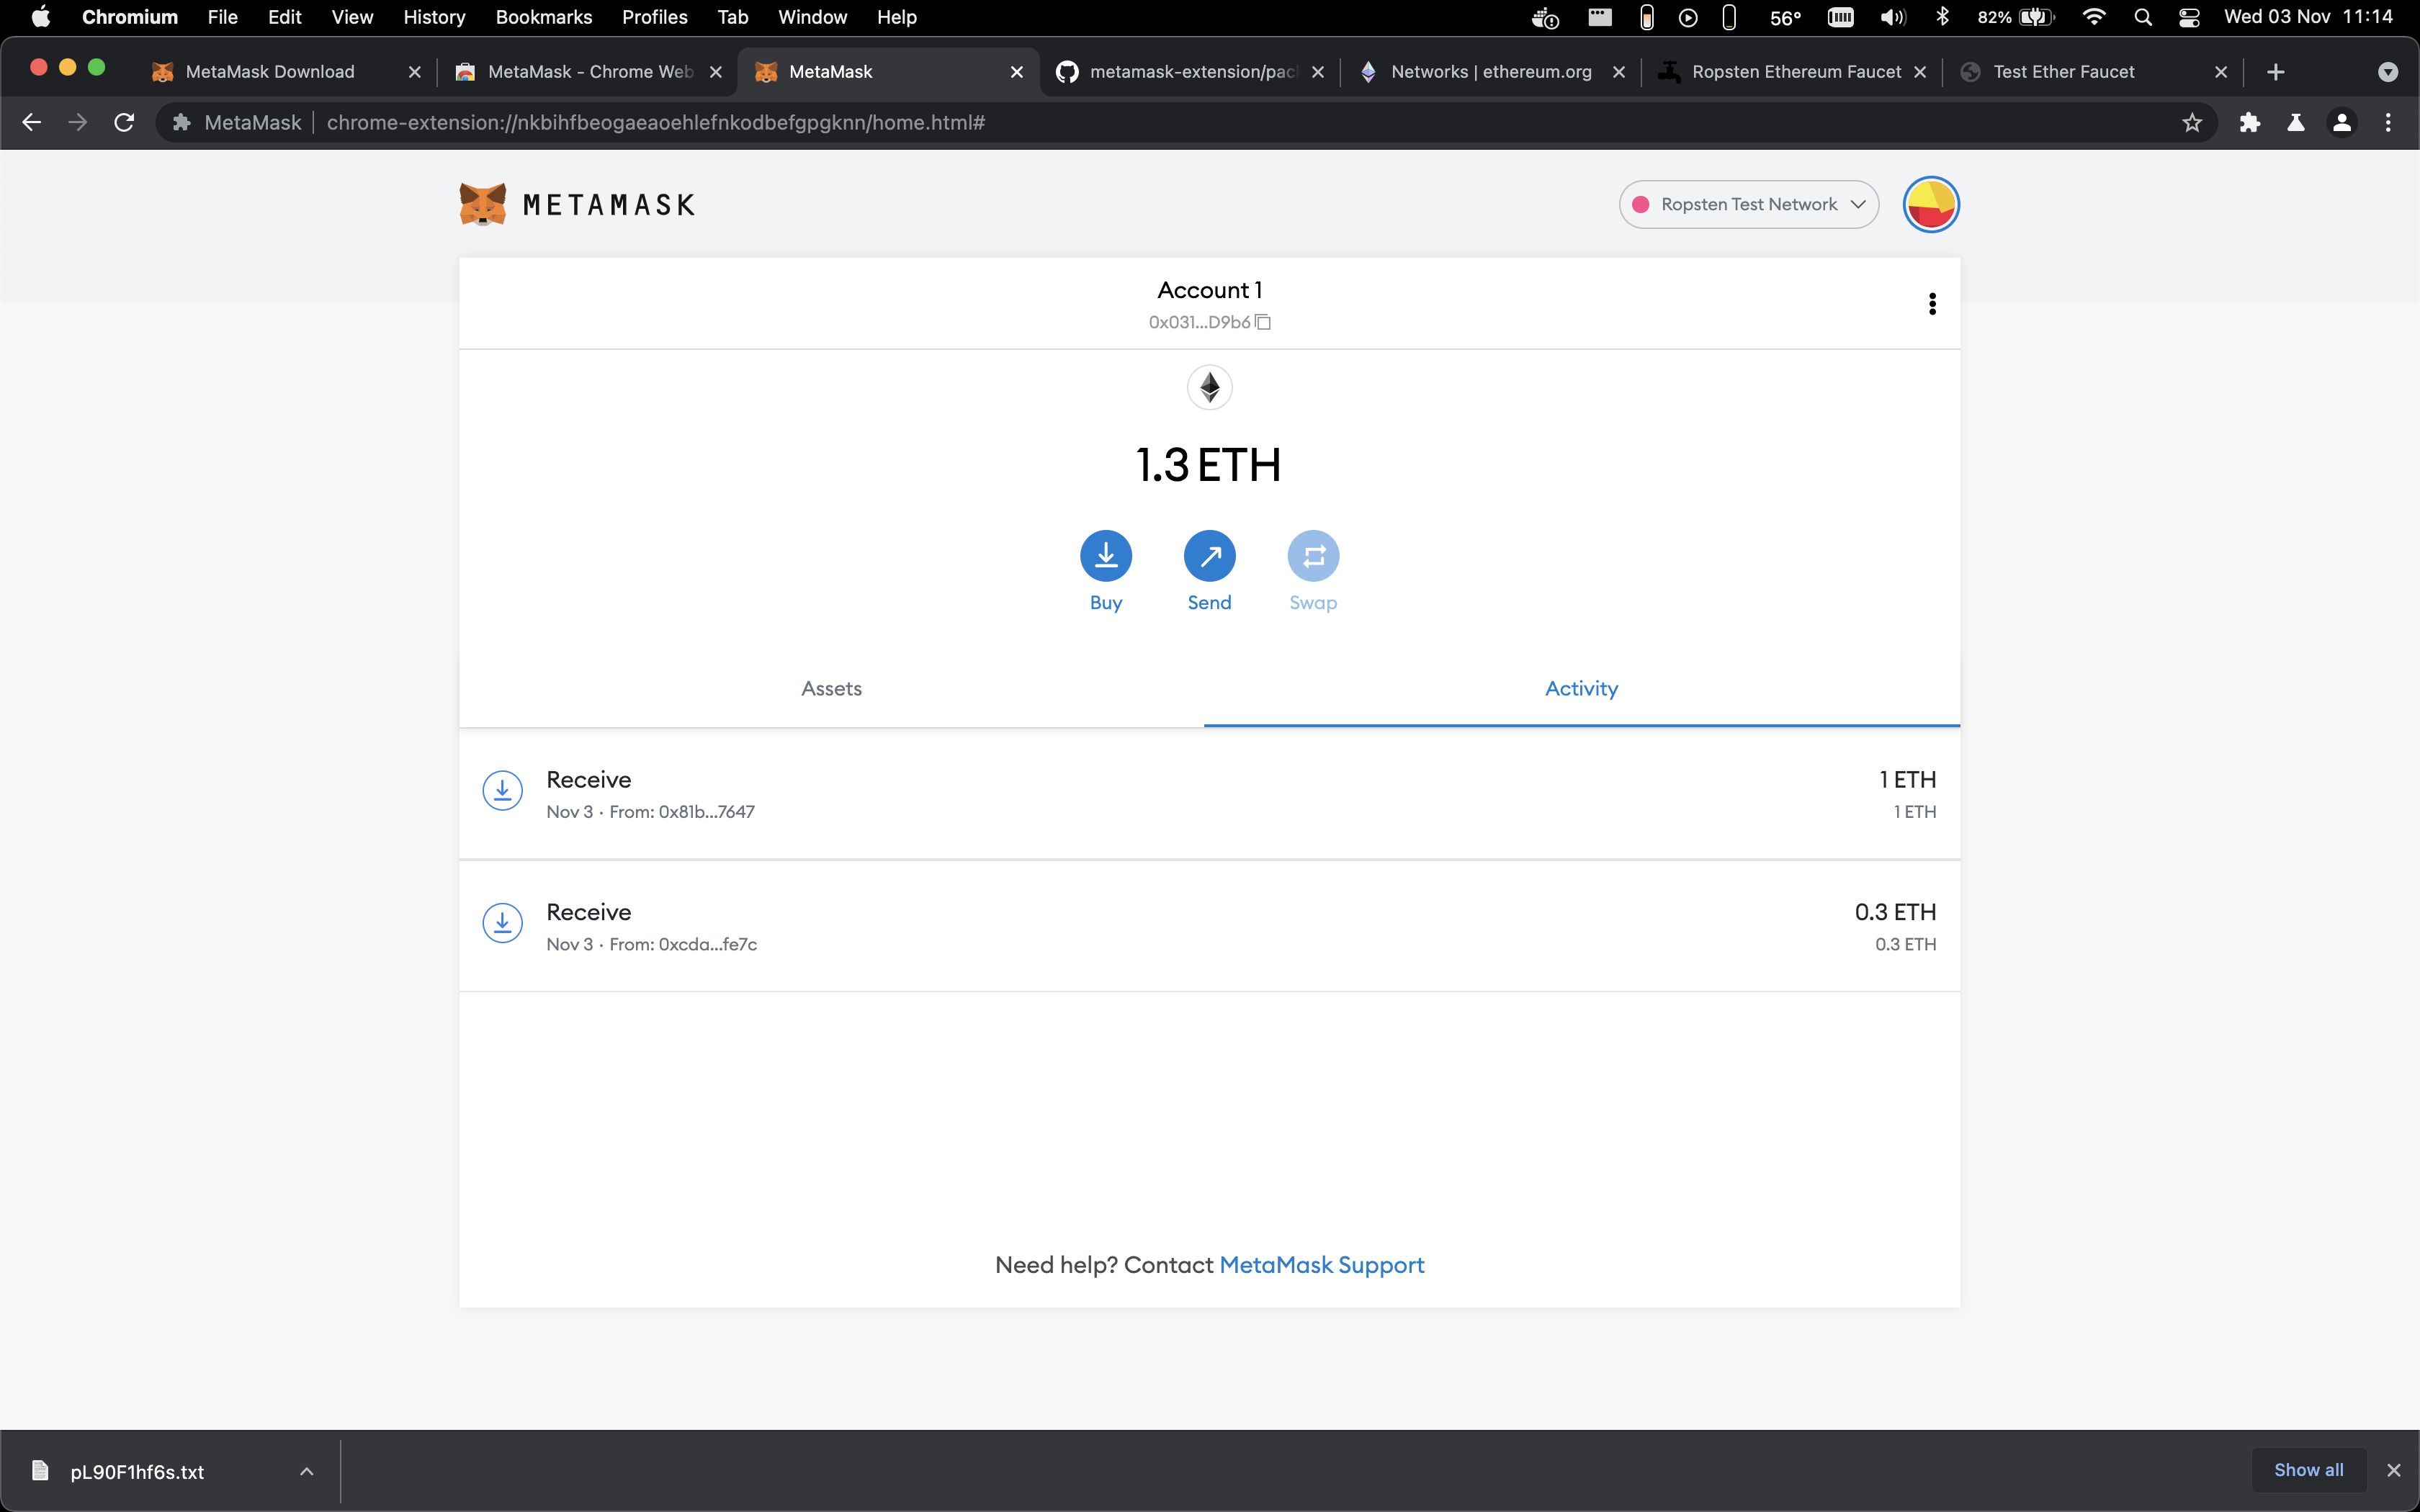 Chromium File Edit View History Bookmarks Profiles Tab Window Help 56° 82% Wed 03 Nov 11:14
MetaMask Download MetaMask - Chrome Web MetaMask metamask-extension/pac Networks | ethereum.org Ropsten Ethereum Faucet Test Ether Faucet
MetaMask chrome-extension://nkbihfbeogaeaoehlefnkodbefgpgknn/home.html#
METAMASK Ropsten Test Network
Account 1
0x031...D9b6
1.3 ETH
Buy Send Swap
Assets Activity
Receive 1 ETH
Nov 3 · From: 0x81b...7647 1 ETH
Receive 0.3 ETH
Nov 3 · From: 0xcda...fe7c 0.3 ETH
Need help? Contact MetaMask Support
pL90F1hf6s.txt Show all